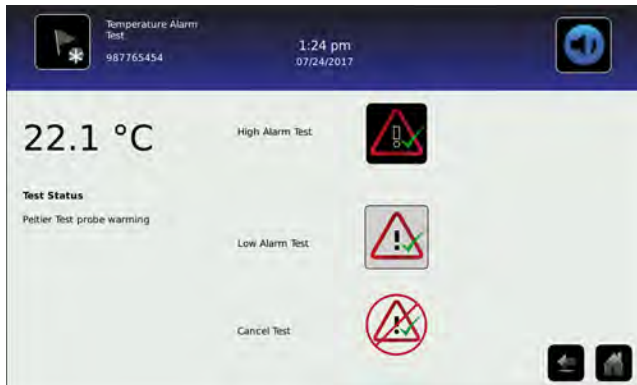 Temperature Alarm
Test
987765454
1:24 pm
07/24/2017
22.1 °C
High Alarm Test
Test Status
Peltier Test probe warming
Low Alarm Test
Cancel Test